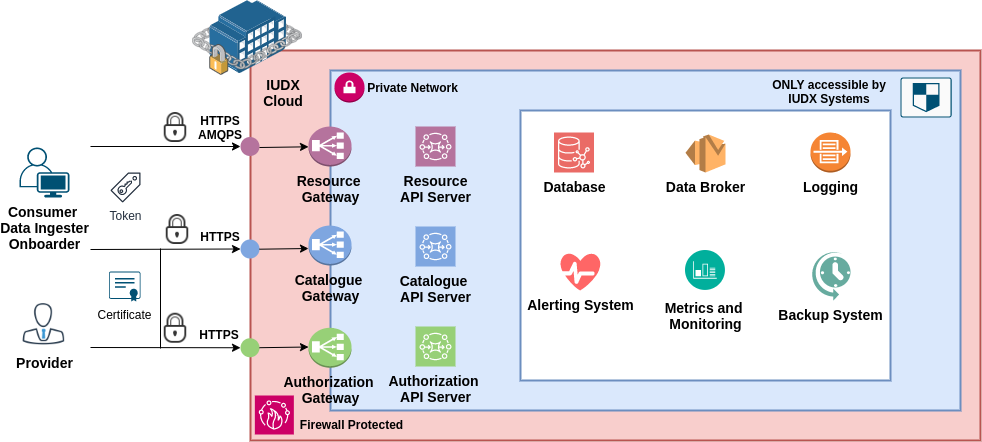 IUDX
Cloud
Private Network
ONLY accessible by
IUDX Systems
HTTPS
AMQPS
Resource
Gateway
Resource
API Server
Database
Data Broker
Logging
Consumer
Data Ingester
Onboarder
Token
HTTPS
Catalogue
Gateway
Catalogue
API Server
Alerting System
Metrics and
Monitoring
Backup System
Certificate
HTTPS
Provider
Authorization
Gateway
Authorization
API Server
Firewall Protected